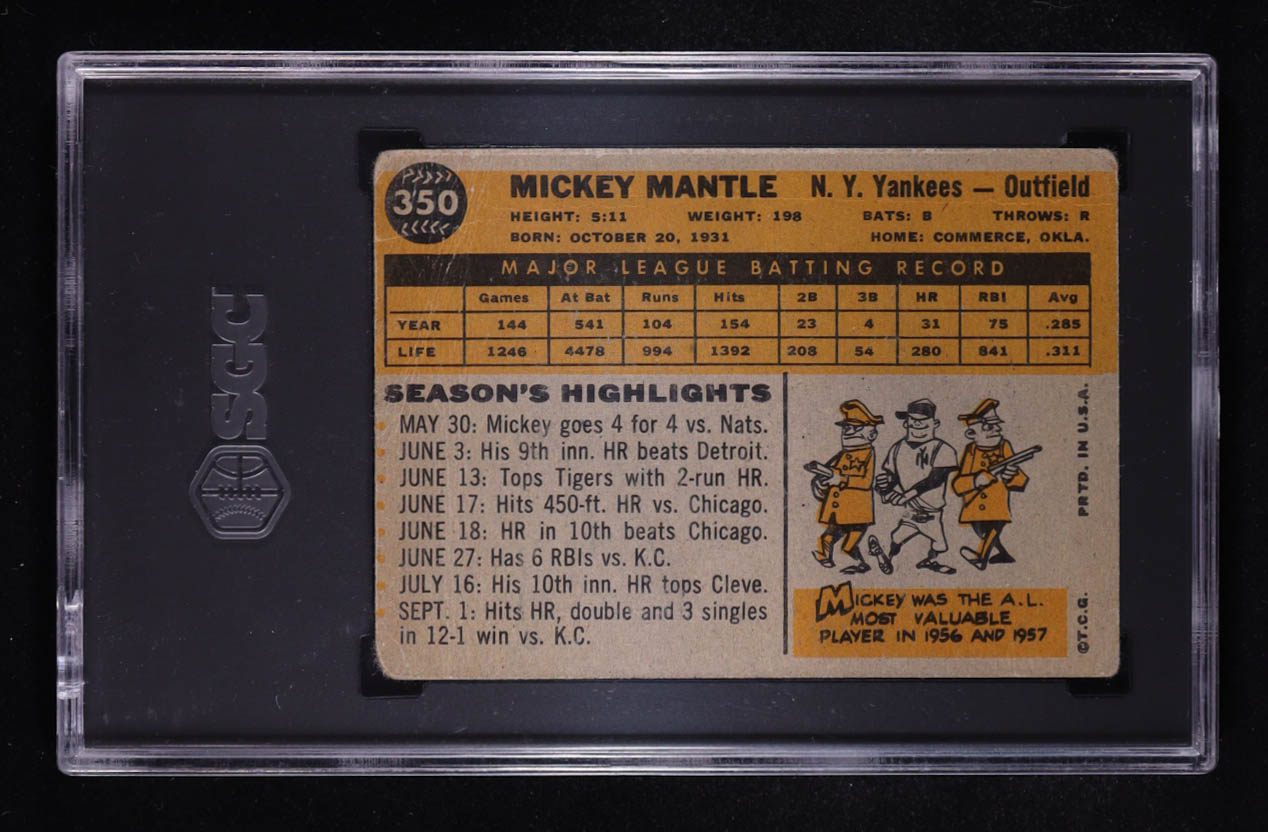 SGC
350
MICKEY MANTLE N. Y. Yankees — Outfield
HEIGHT: 5:11 WEIGHT: 198 BATS: B THROWS: R
BORN: OCTOBER 20, 1931 HOME: COMMERCE, OKLA.
MAJOR LEAGUE BATTING RECORD
Games At Bat Runs Hits 2B 3B HR RBI Avg
YEAR 144 541 104 154 23 4 31 75 .285
LIFE 1246 4478 994 1392 208 54 280 841 .311
SEASON'S HIGHLIGHTS
MAY 30: Mickey goes 4 for 4 vs. Nats.
JUNE 3: His 9th inn. HR beats Detroit.
JUNE 13: Tops Tigers with 2-run HR.
JUNE 17: Hits 450-ft. HR vs. Chicago.
JUNE 18: HR in 10th beats Chicago.
JUNE 27: Has 6 RBIs vs. K.C.
JULY 16: His 10th inn. HR tops Cleve.
SEPT. 1: Hits HR, double and 3 singles
in 12-1 win vs. K.C.
NY
MICKEY WAS THE A.L.
MOST VALUABLE
PLAYER IN 1956 AND 1957
©T.C.G. PRTD. IN U.S.A.